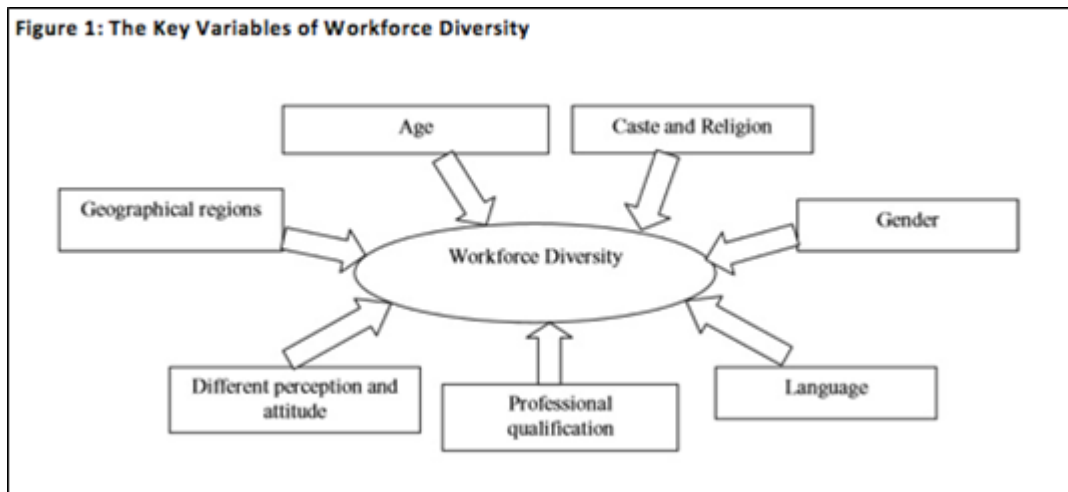 Figure 1: The Key Variables of Workforce Diversity
Age
Caste and Religion
Geographical regions
Gender
Workforce Diversity
Different perception and
attitude
Professional
qualification
Language